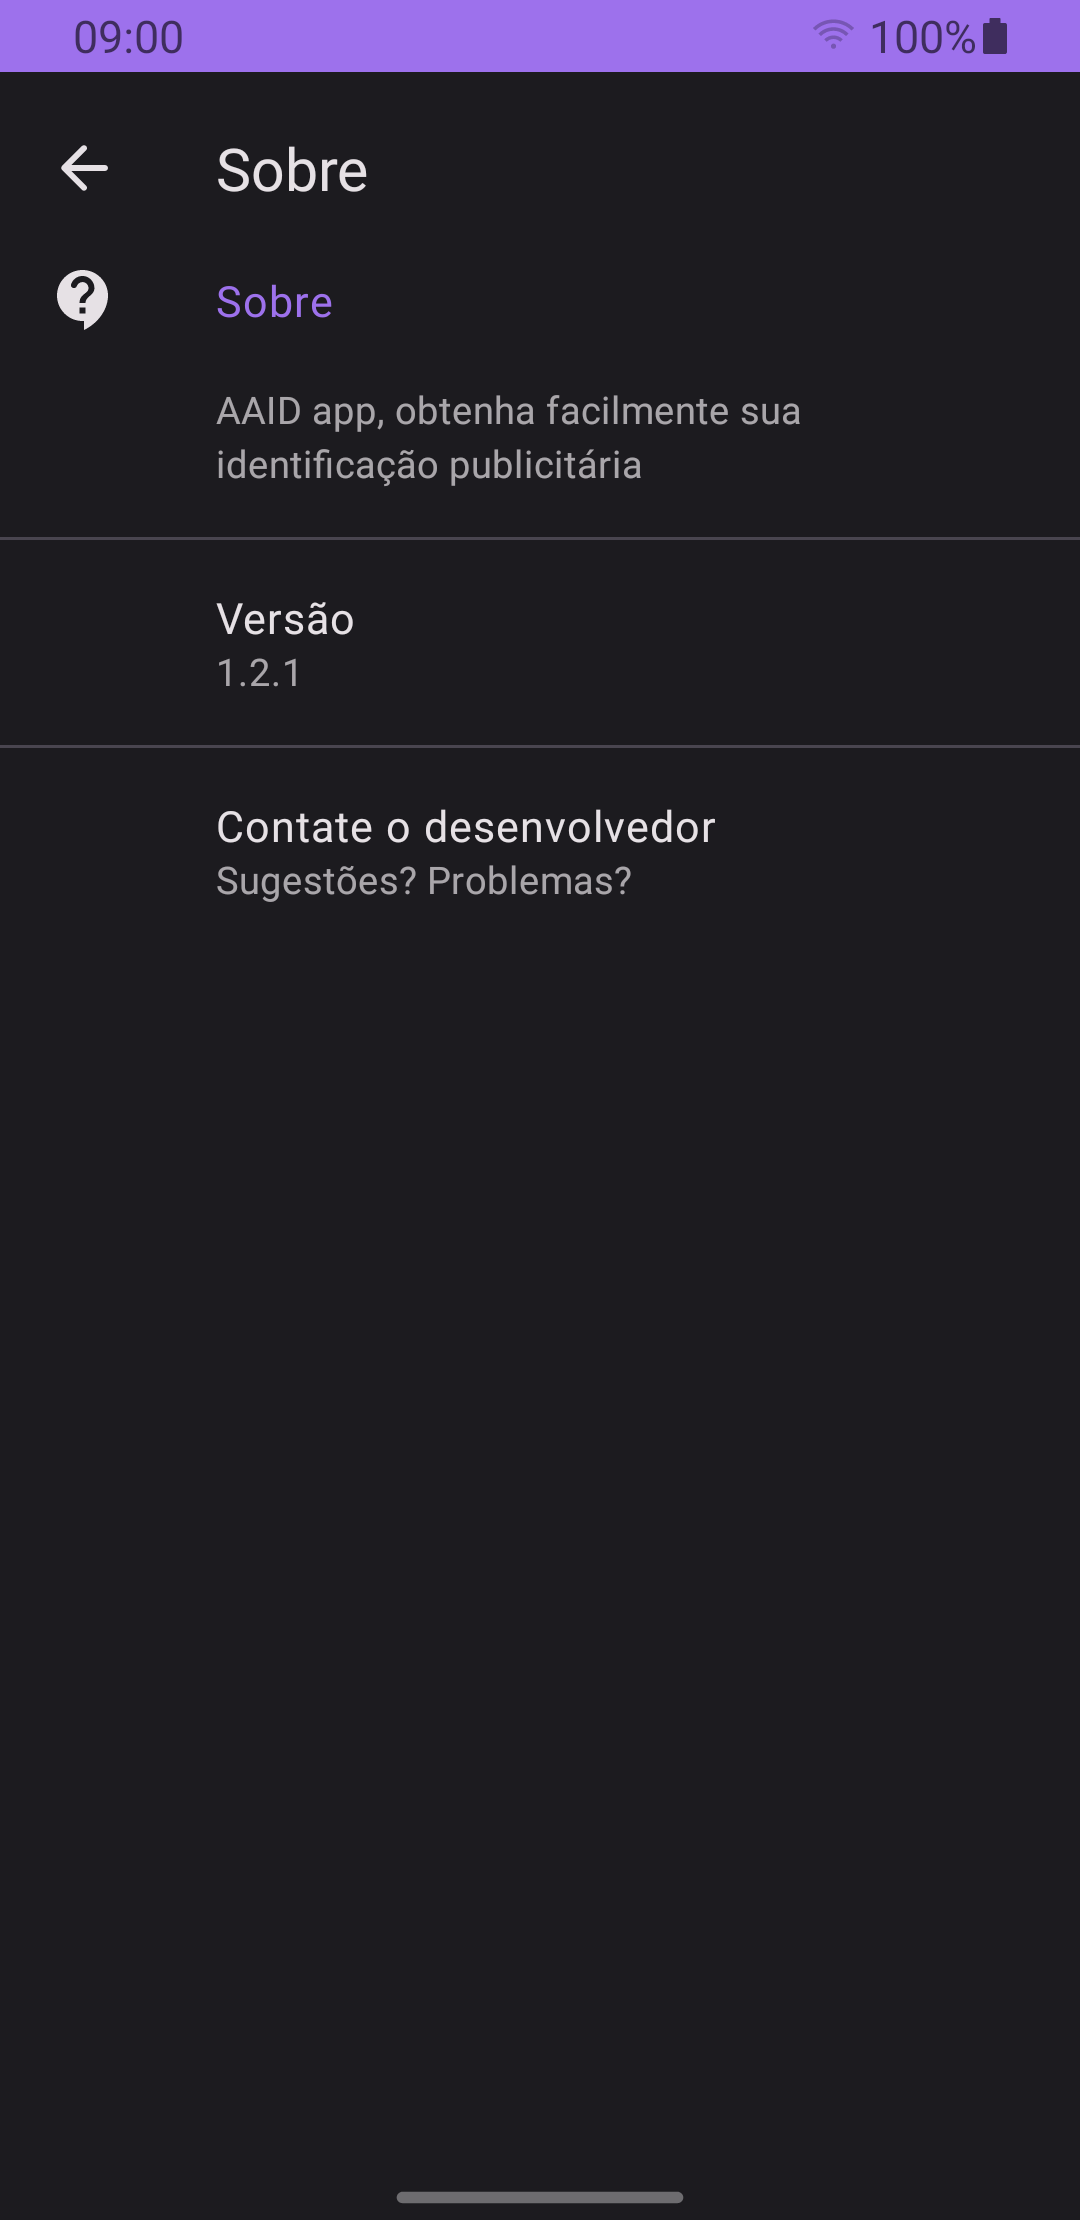 09:00
100%
Sobre
Sobre
AAID app, obtenha facilmente sua
identificação publicitária
Versão
1.2.1
Contate o desenvolvedor
Sugestões? Problemas?